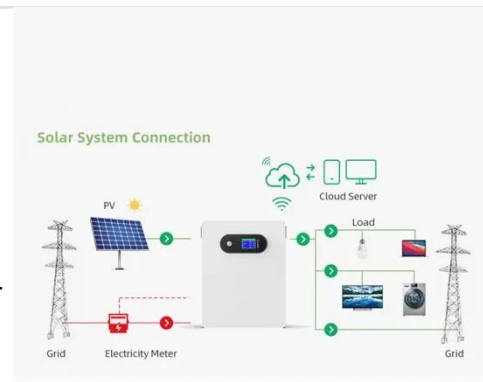 Solar System Connection
Cloud Server
PV
Load
Grid
Electricity Meter
Grid